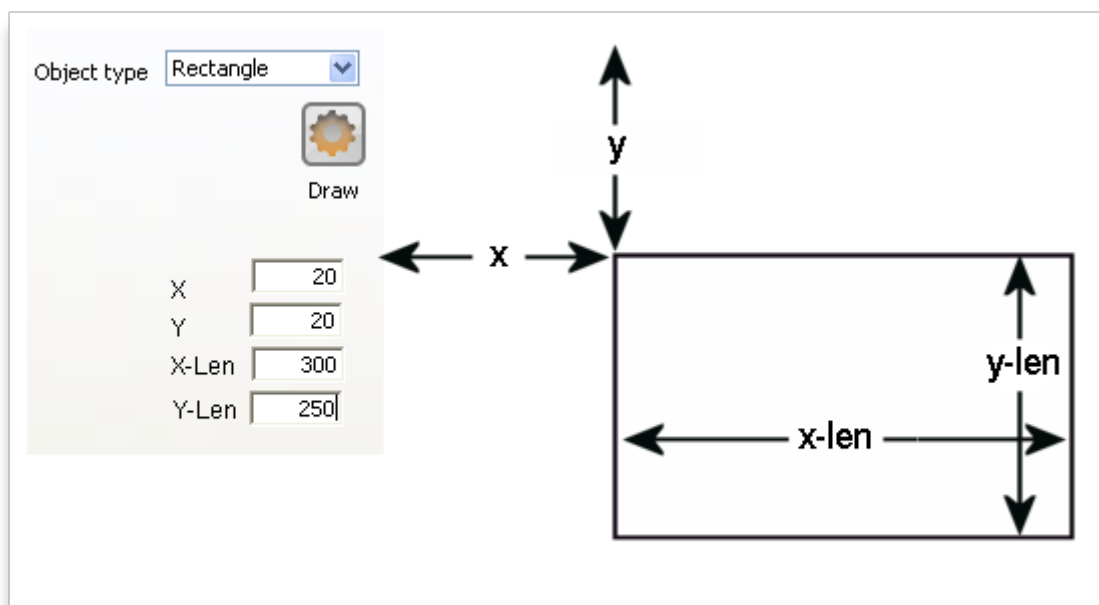 Object type Rectangle
Draw
X 20
Y 20
X-Len 300
Y-Len 250
y
x
y-len
x-len